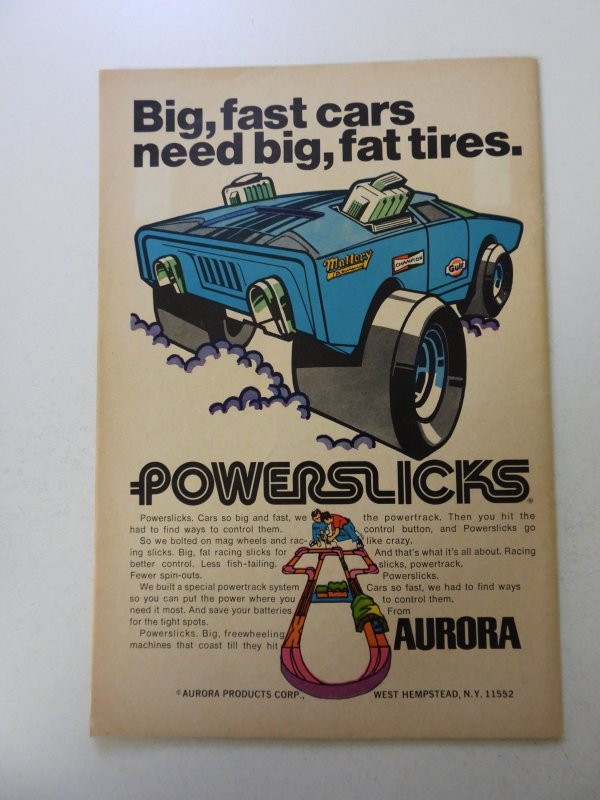 Big, fast cars
need big, fat tires.
Mallory
CHAMPION
Gulf
POWERSLICKS®
Powerslicks. Cars so big and fast, we
had to find ways to control them.
So we bolted on mag wheels and rac-
ing slicks. Big, fat racing slicks for
better control. Less fish-tailing.
Fewer spin-outs.
We built a special powertrack system
so you can put the power where you
need it most. And save your batteries
for the tight spots.
Powerslicks. Big, freewheeling
machines that coast till they hit
the powertrack. Then you hit the
control button, and Powerslicks go
like crazy.
And that's what it's all about. Racing
slicks, powertrack.
Powerslicks.
Cars so fast, we had to find ways
to control them.
From
AURORA
© AURORA PRODUCTS CORP., WEST HEMPSTEAD, N.Y. 11552